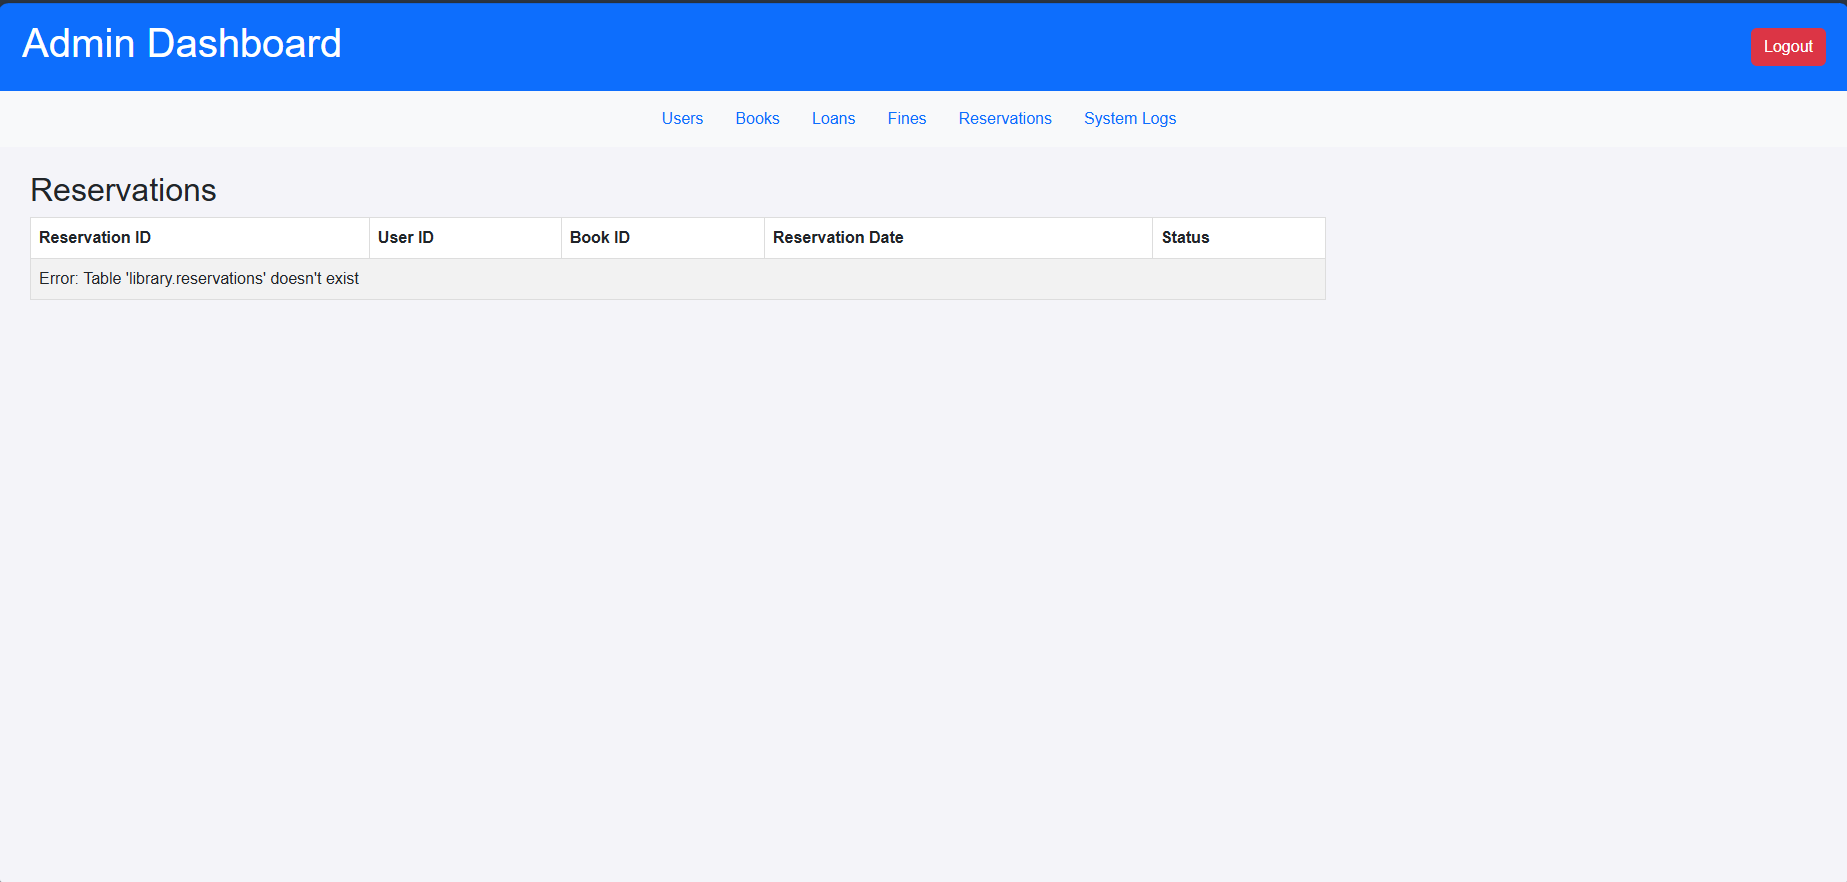 Admin Dashboard
Logout
Users Books Loans Fines Reservations System Logs
Reservations
Reservation ID User ID Book ID Reservation Date Status
Error: Table 'library.reservations' doesn't exist